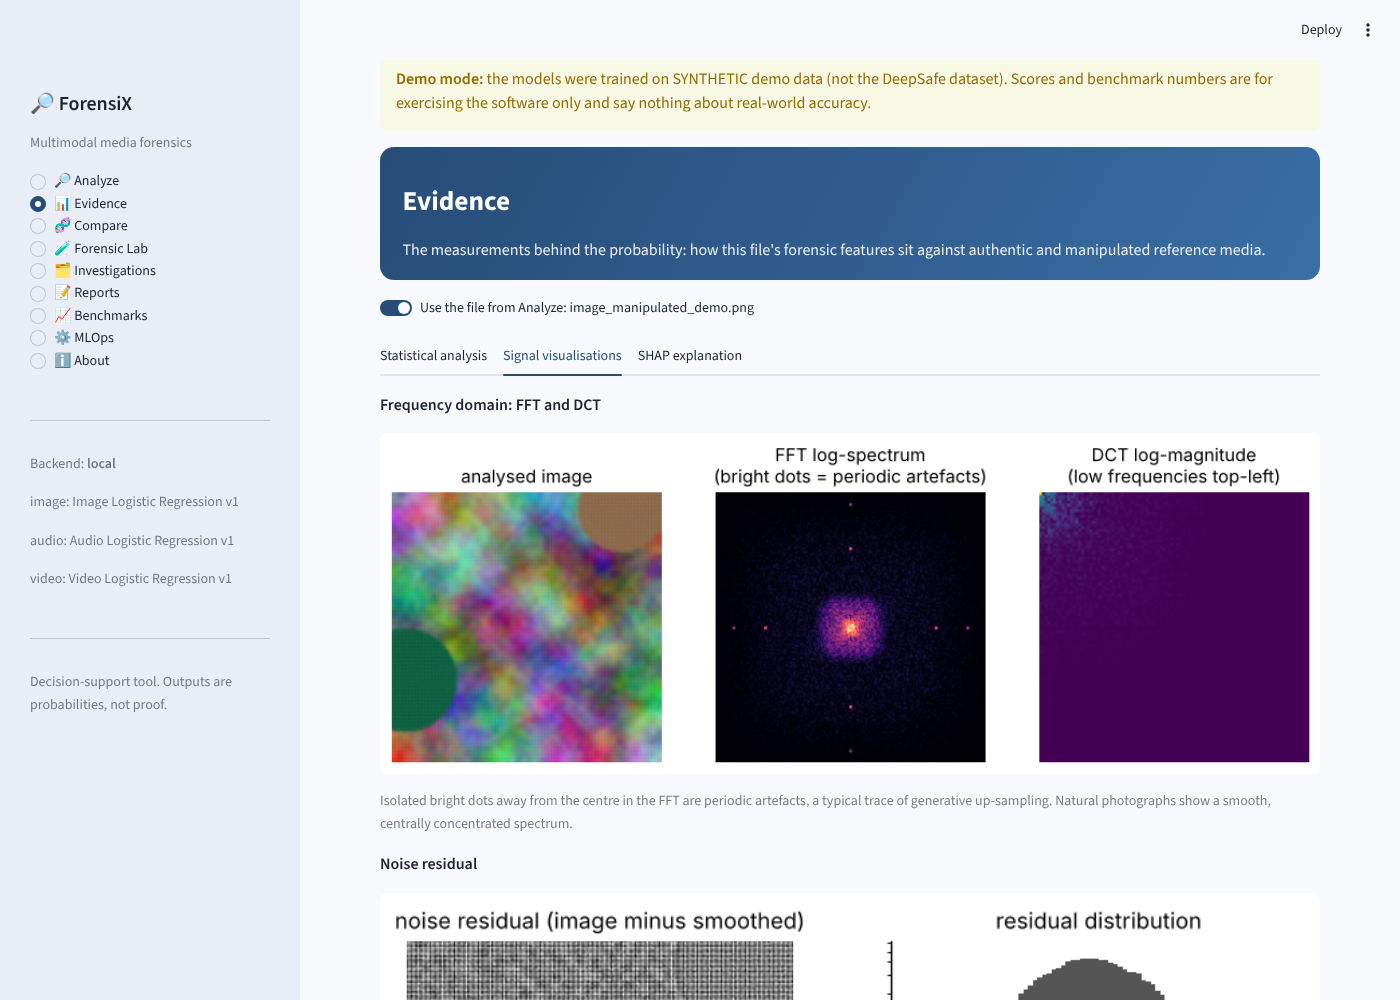 Deploy
Demo mode: the models were trained on SYNTHETIC demo data (not the DeepSafe dataset). Scores and benchmark numbers are for
exercising the software only and say nothing about real-world accuracy.
🔎 ForensiX
Multimodal media forensics
🔎 Analyze
📊 Evidence
🧬 Compare
🧪 Forensic Lab
🗂️ Investigations
📝 Reports
📈 Benchmarks
⚙️ MLOps
ℹ️ About
Backend: local
image: Image Logistic Regression v1
audio: Audio Logistic Regression v1
video: Video Logistic Regression v1
Decision-support tool. Outputs are
probabilities, not proof.
Evidence
The measurements behind the probability: how this file's forensic features sit against authentic and manipulated reference media.
Use the file from Analyze: image_manipulated_demo.png
Statistical analysis Signal visualisations SHAP explanation
Frequency domain: FFT and DCT
analysed image
FFT log-spectrum
(bright dots = periodic artefacts)
DCT log-magnitude
(low frequencies top-left)
Isolated bright dots away from the centre in the FFT are periodic artefacts, a typical trace of generative up-sampling. Natural photographs show a smooth,
centrally concentrated spectrum.
Noise residual
noise residual (image minus smoothed)
residual distribution